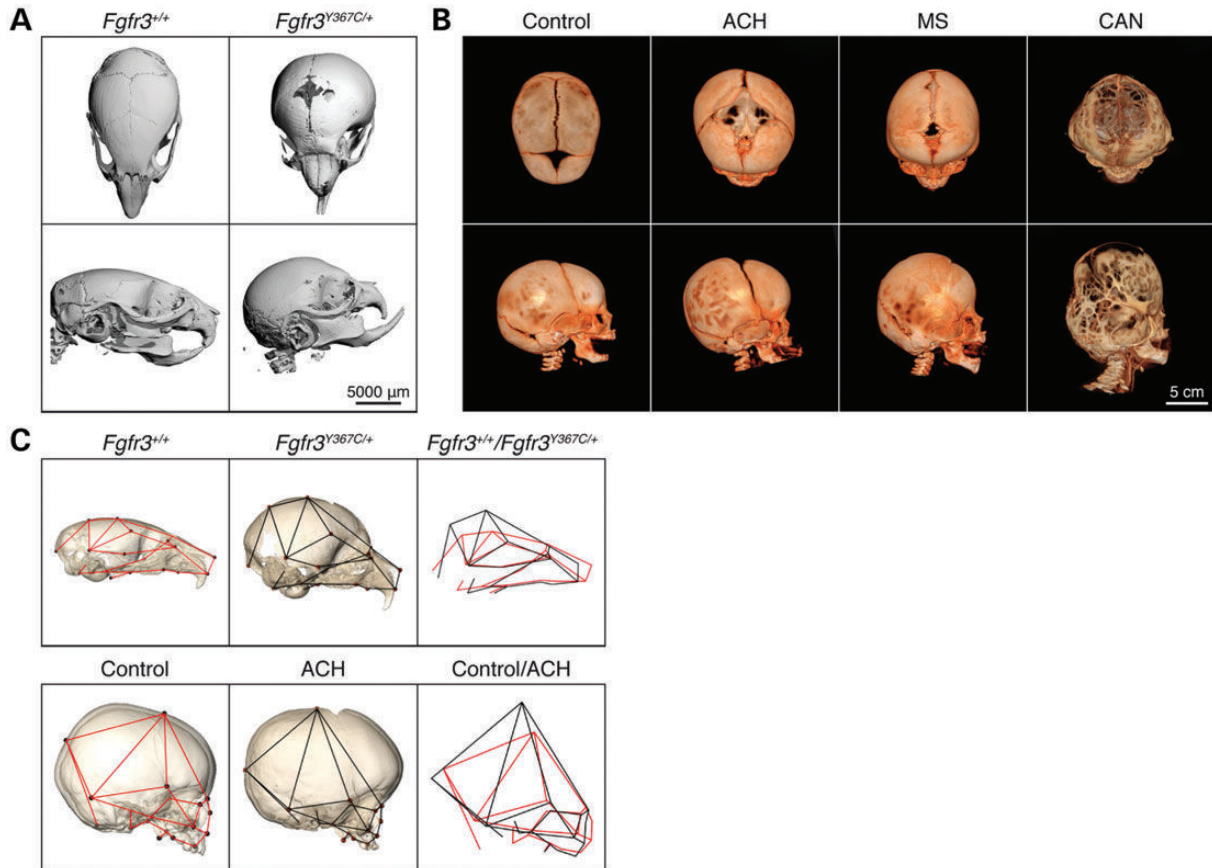 A
Fgfr3+/+ Fgfr3Y367C/+
5000 µm
B
Control ACH MS CAN
5 cm
C
Fgfr3+/+ Fgfr3Y367C/+ Fgfr3+/+/Fgfr3Y367C/+
Control ACH Control/ACH